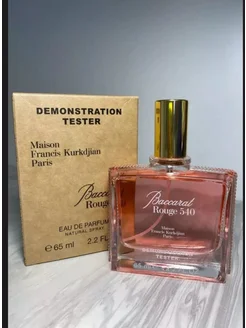 DEMONSTRATION
TESTER
Maison
Francis Kurkdjian
Paris
Baccarat
Rouge
EAU DE PARFUM
NATURAL SPRAY
℮ 65 ml
2.2 FL
Baccarat
Rouge 540
Maison
Francis Kurkdjian
Paris
DEMONSTRATION
TESTER